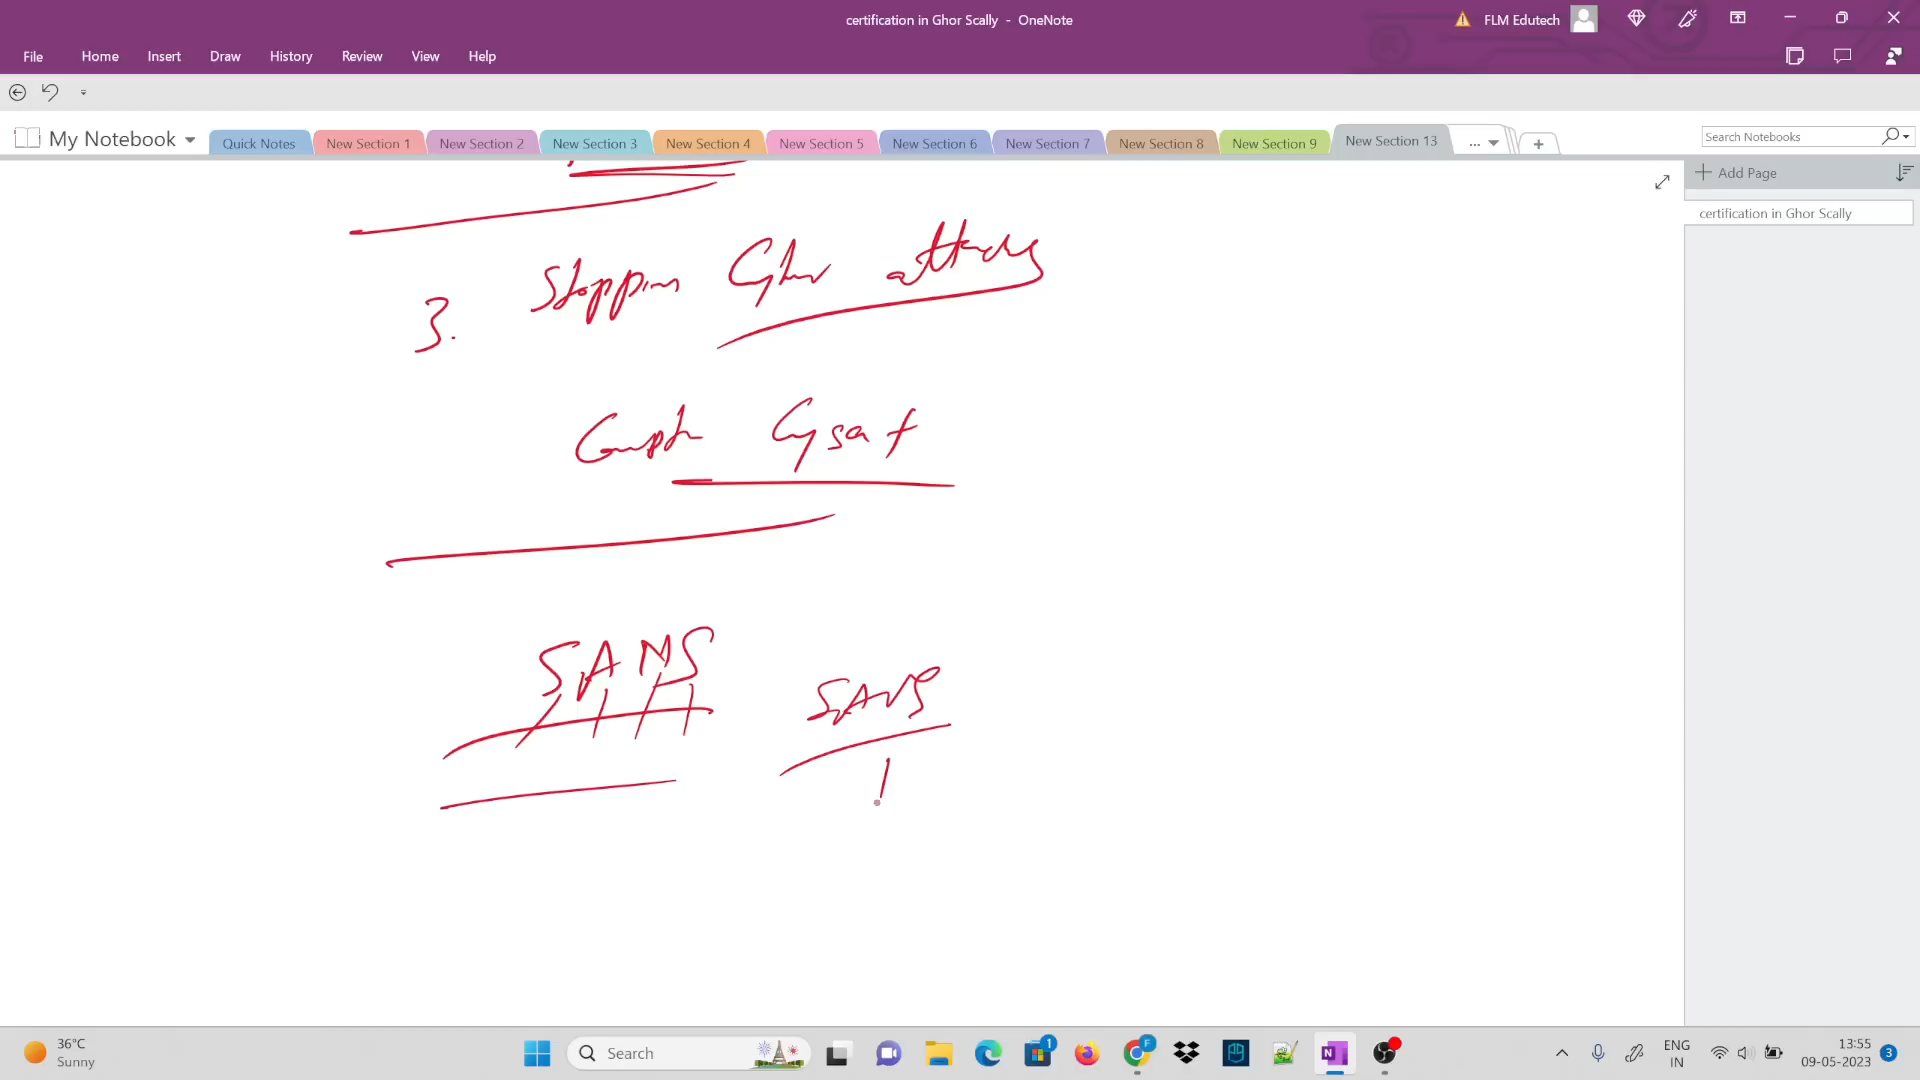 certification in Ghor Scally - OneNote
FLM Edutech
File Home Insert Draw History Review View Help
My Notebook
Quick Notes New Section 1 New Section 2 New Section 3 New Section 4 New Section 5 New Section 6 New Section 7 New Section 8 New Section 9 New Section 13 ...
Search Notebooks
Add Page
certification in Ghor Scally
3. Stopping Cyber attacks
SANS SANS
36°C
Sunny
Search
1
F
N
ENG
IN
13:55
09-05-2023
3